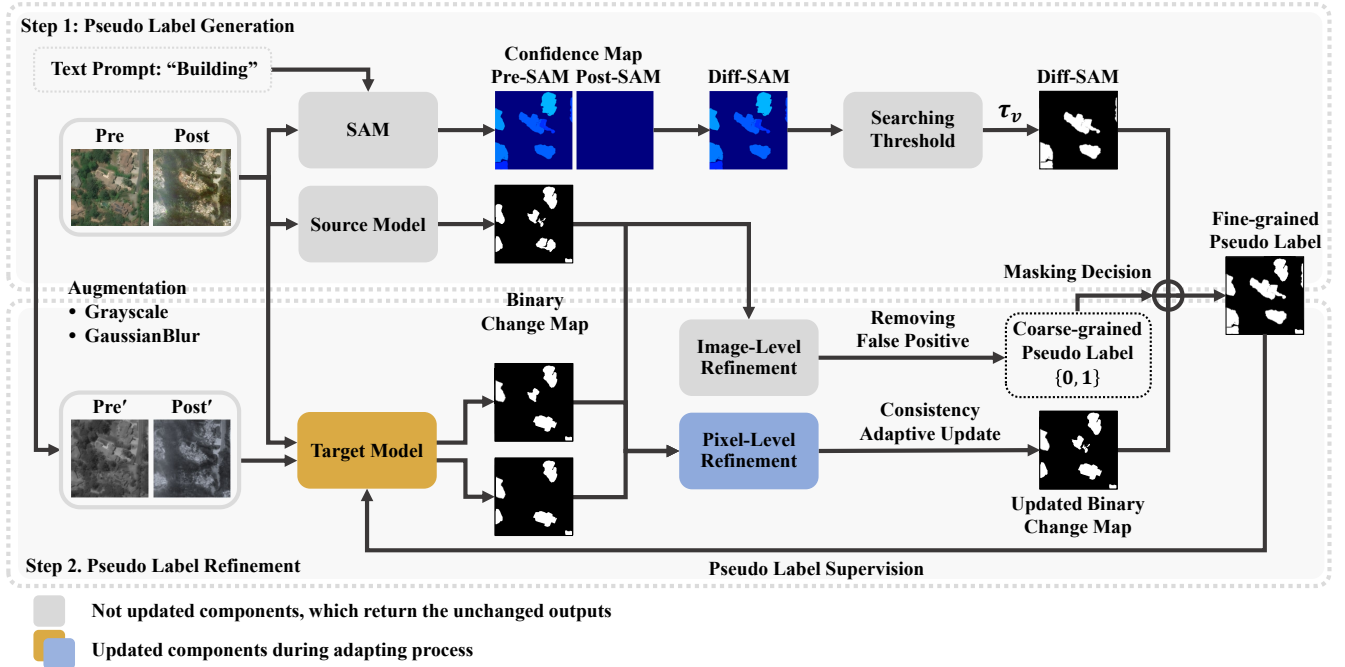 Step 1: Pseudo Label Generation
Text Prompt: “Building”
Confidence Map
Pre-SAM Post-SAM
Diff-SAM
Diff-SAM
SAM
Searching
Threshold
τ_v
Pre Post
Source Model
Fine-grained
Pseudo Label
Masking Decision
Augmentation
• Grayscale
• GaussianBlur
Binary
Change Map
Image-Level
Refinement
Removing
False Positive
Coarse-grained
Pseudo Label
{0, 1}
Pre′ Post′
Target Model
Pixel-Level
Refinement
Consistency
Adaptive Update
Updated Binary
Change Map
Step 2. Pseudo Label Refinement
Pseudo Label Supervision
Not updated components, which return the unchanged outputs
Updated components during adapting process